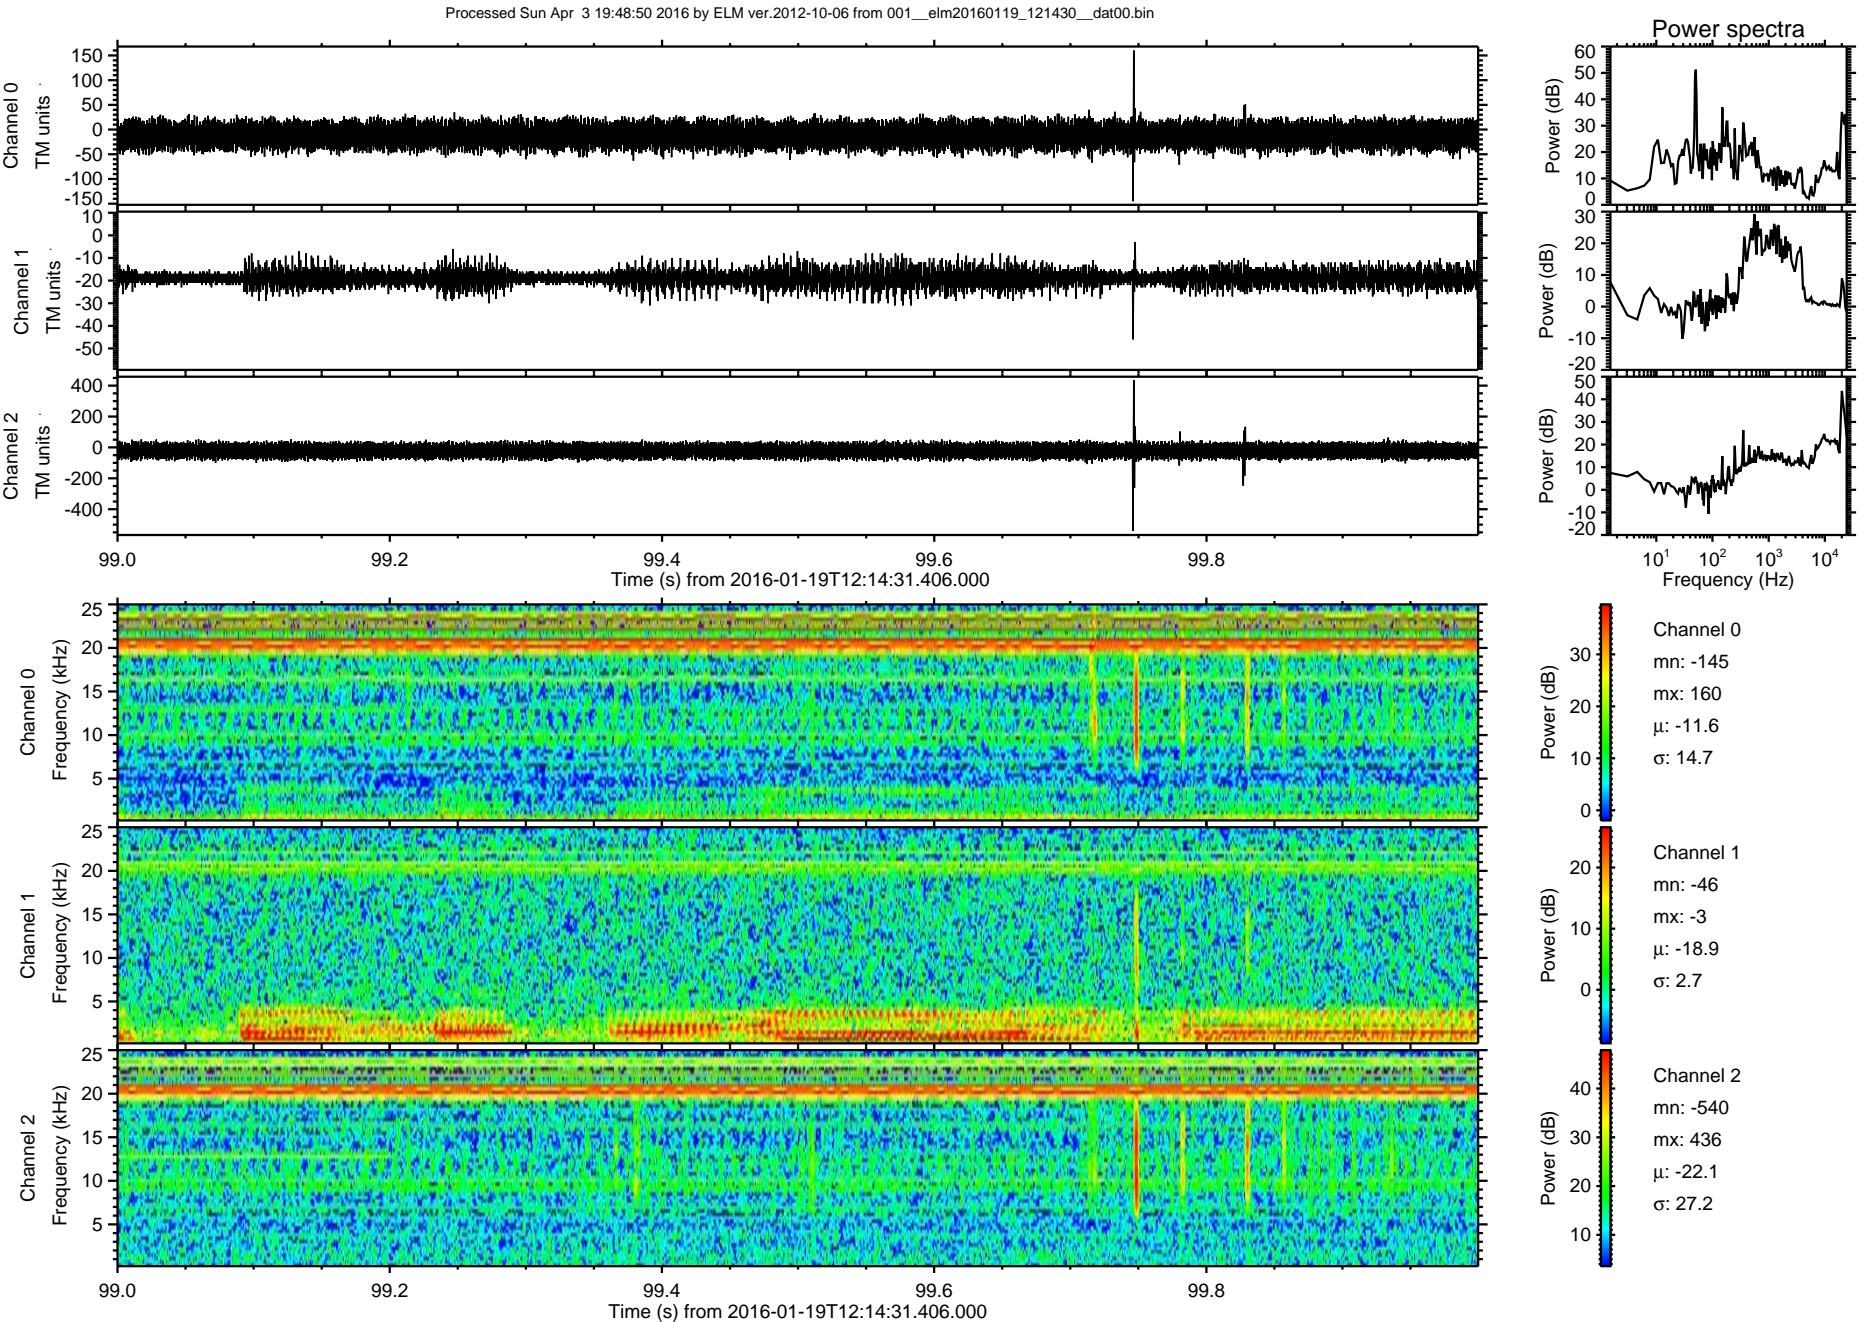 Processed Sun Apr  3 19:48:50 2016 by ELM ver.2012-10-06 from 001__elm20160119_121430__dat00.bin
Power spectra
Channel 0
TM units
150
100
50
0
-50
-100
-150
Power (dB)
60
50
40
30
20
10
0
Channel 1
TM units
10
0
-10
-20
-30
-40
-50
Power (dB)
30
20
10
0
-10
-20
Channel 2
TM units
400
200
0
-200
-400
Power (dB)
50
40
30
20
10
0
-10
-20
99.0 99.2 99.4 99.6 99.8
Time (s) from 2016-01-19T12:14:31.406.000
10¹ 10² 10³ 10⁴
Frequency (Hz)
Channel 0
Frequency (kHz)
25
20
15
10
5
Power (dB)
30
20
10
0
Channel 0
mn: -145
mx: 160
μ: -11.6
σ: 14.7
Channel 1
Frequency (kHz)
25
20
15
10
5
Power (dB)
20
10
0
Channel 1
mn: -46
mx: -3
μ: -18.9
σ: 2.7
Channel 2
Frequency (kHz)
25
20
15
10
5
Power (dB)
40
30
20
10
Channel 2
mn: -540
mx: 436
μ: -22.1
σ: 27.2
99.0 99.2 99.4 99.6 99.8
Time (s) from 2016-01-19T12:14:31.406.000